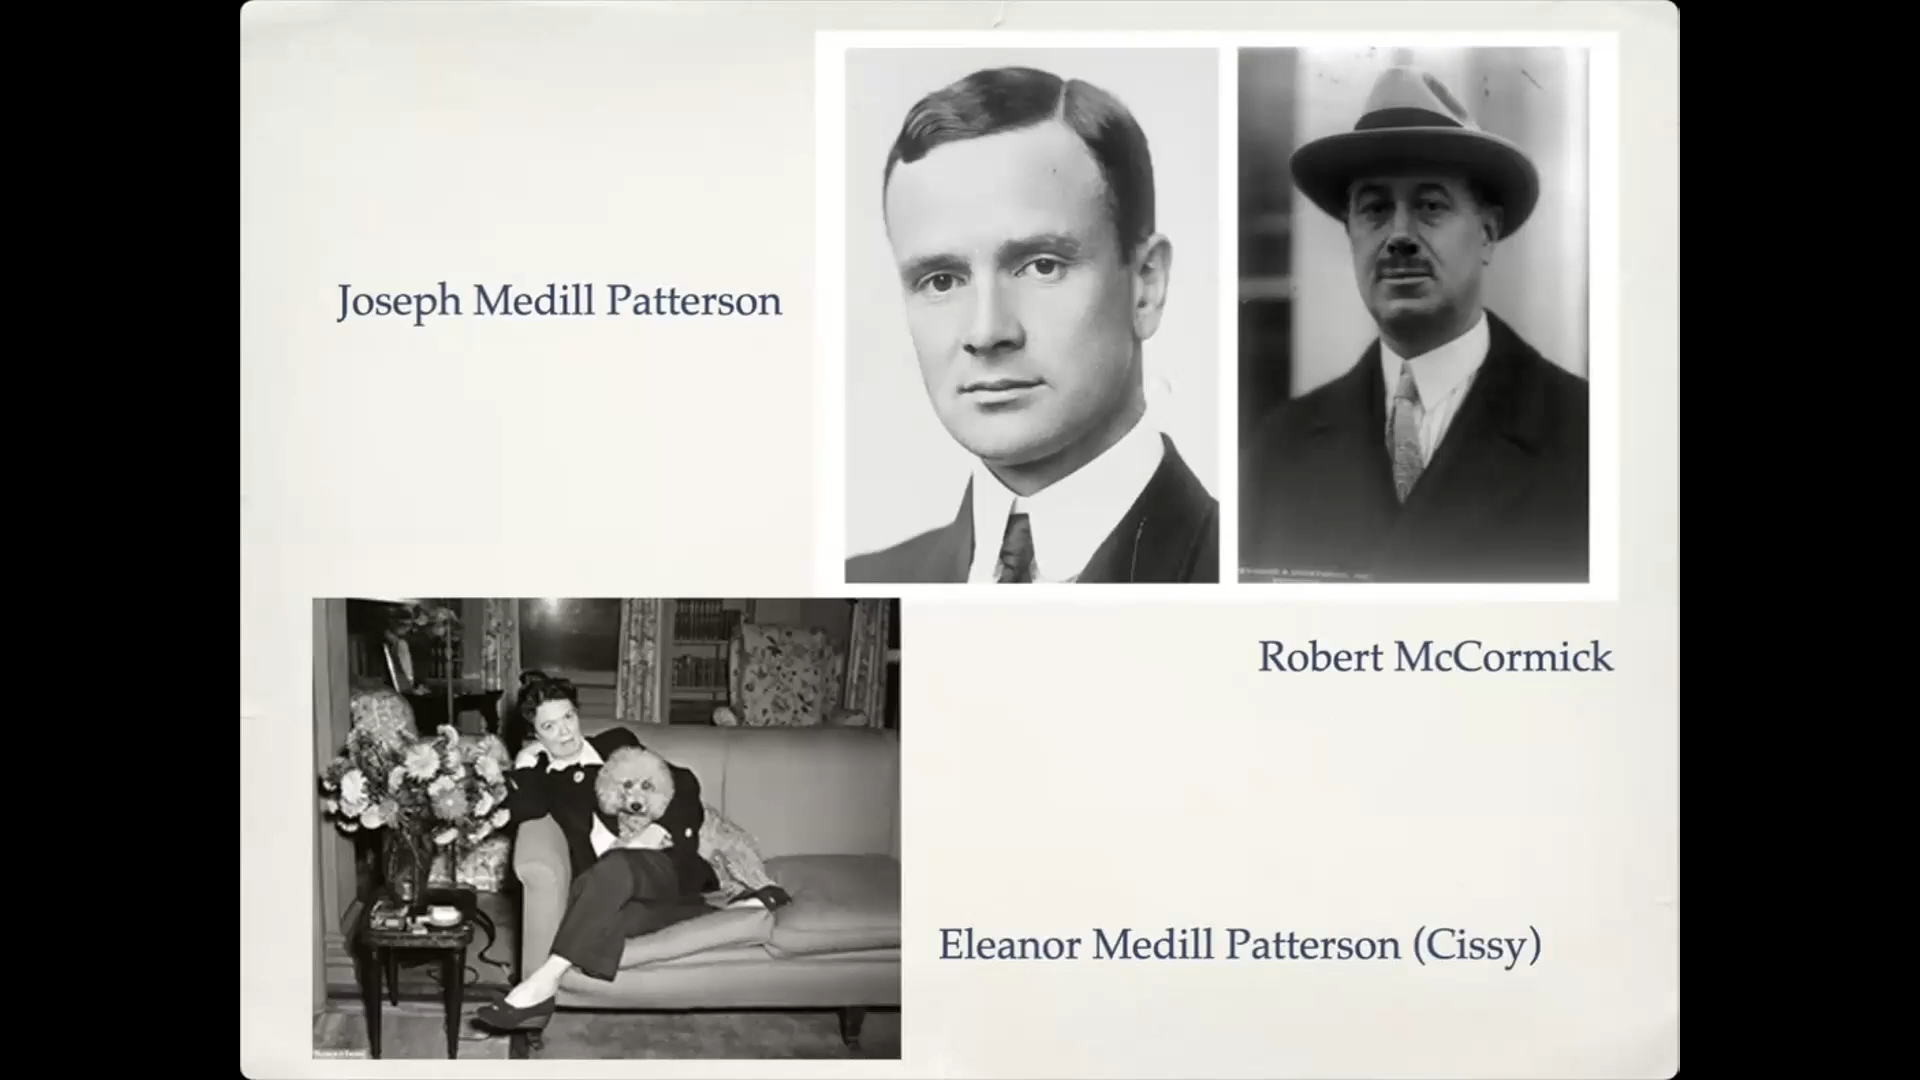 Joseph Medill Patterson
Robert McCormick
Eleanor Medill Patterson (Cissy)